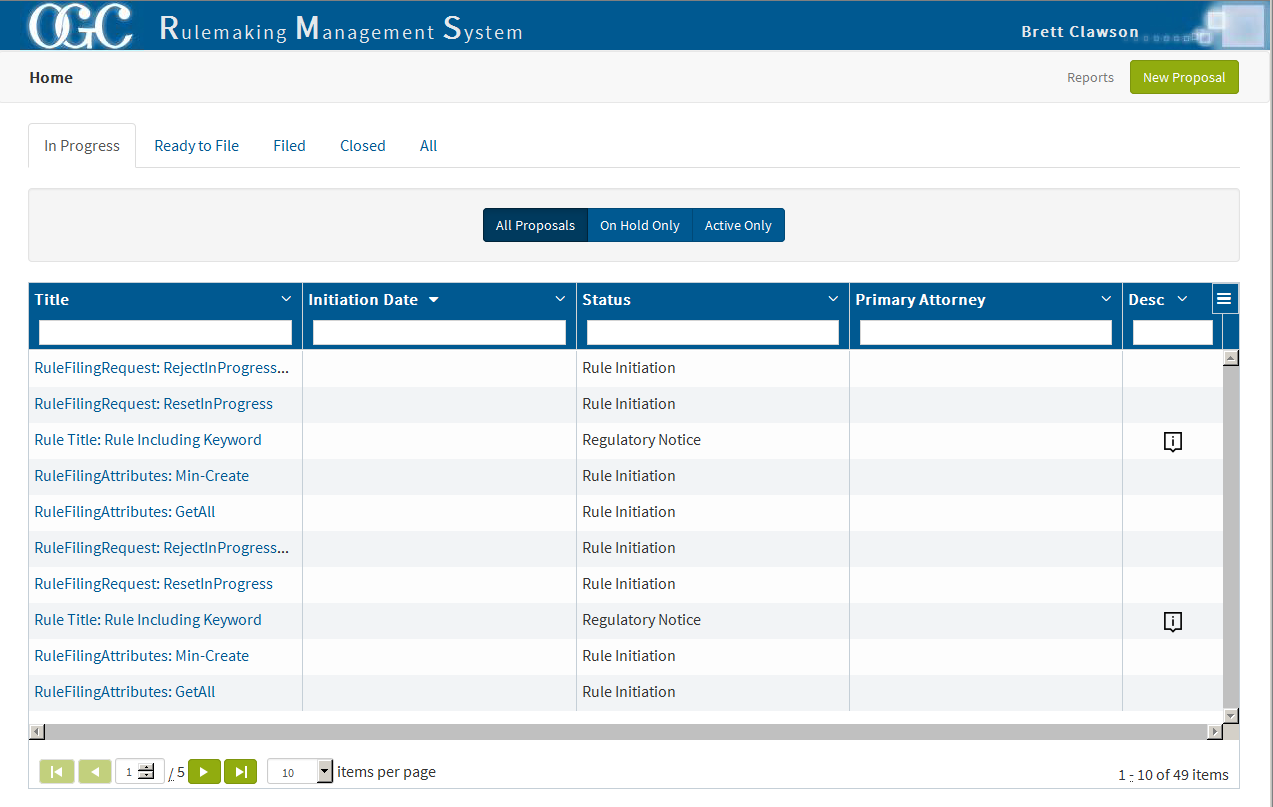 OGC Rulemaking Management System Brett Clawson
Home Reports New Proposal
In Progress Ready to File Filed Closed All
All Proposals On Hold Only Active Only
Title Initiation Date Status Primary Attorney Desc
RuleFilingRequest: RejectInProgress... Rule Initiation
RuleFilingRequest: ResetInProgress Rule Initiation
Rule Title: Rule Including Keyword Regulatory Notice i
RuleFilingAttributes: Min-Create Rule Initiation
RuleFilingAttributes: GetAll Rule Initiation
RuleFilingRequest: RejectInProgress... Rule Initiation
RuleFilingRequest: ResetInProgress Rule Initiation
Rule Title: Rule Including Keyword Regulatory Notice i
RuleFilingAttributes: Min-Create Rule Initiation
RuleFilingAttributes: GetAll Rule Initiation
1 / 5 10 items per page 1 - 10 of 49 items